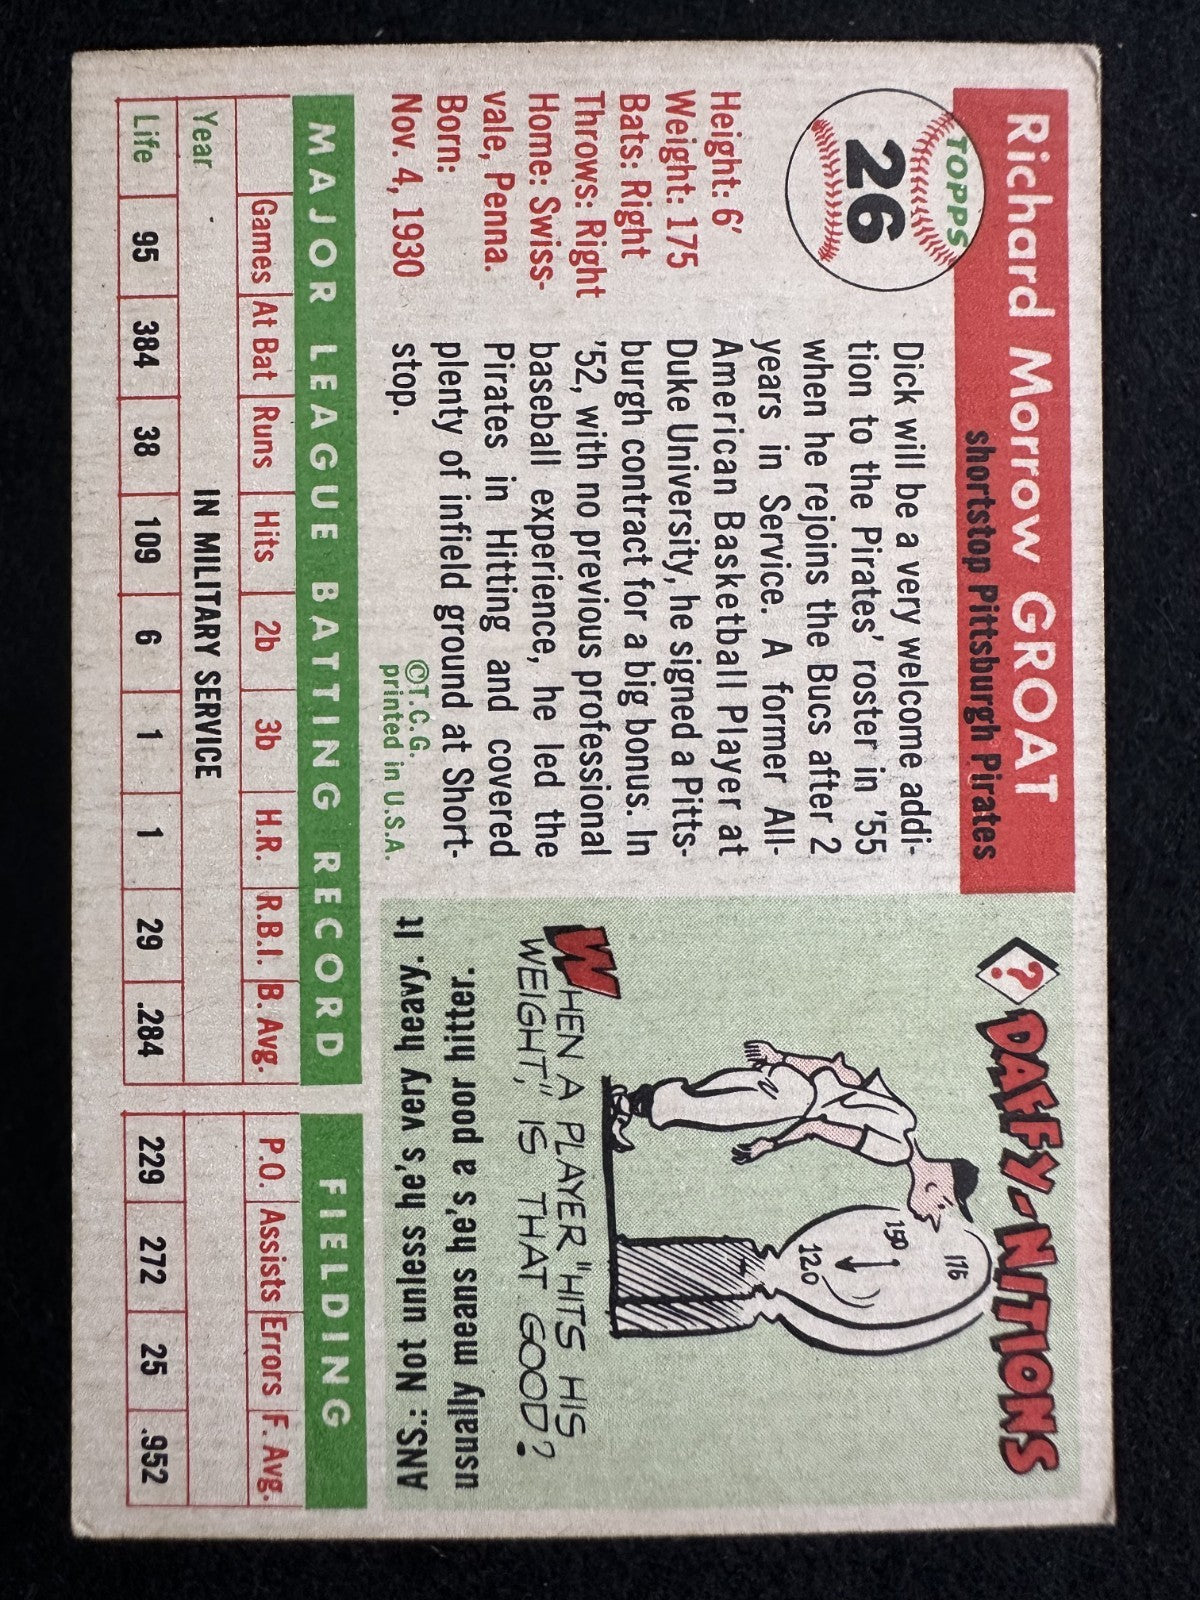 Richard Morrow GROAT
shortstop Pittsburgh Pirates
TOPPS
26
Height: 6'
Weight: 175
Bats: Right
Throws: Right
Home: Swiss-
vale, Penna.
Born:
Nov. 4, 1930
Dick will be a very welcome addi-
tion to the Pirates' roster in '55
when he rejoins the Bucs after 2
years in Service. A former All-
American Basketball Player at
Duke University, he signed a Pitts-
burgh contract for a big bonus. In
'52, with no previous professional
baseball experience, he led the
Pirates in Hitting and covered
plenty of infield ground at Short-
stop.
©T.C.G.
printed in U.S.A.
? DAFFY-NITIONS
175
150
120
WHEN A PLAYER "HITS HIS
WEIGHT," IS THAT GOOD?
ANS.: Not unless he's very heavy. It
usually means he's a poor hitter.
MAJOR LEAGUE BATTING RECORD
FIELDING
Games At Bat Runs Hits 2b 3b H.R. R.B.I. B. Avg. P.O. Assists Errors F. Avg.
Year IN MILITARY SERVICE
Life 95 384 38 109 6 1 1 29 .284 229 272 25 .952